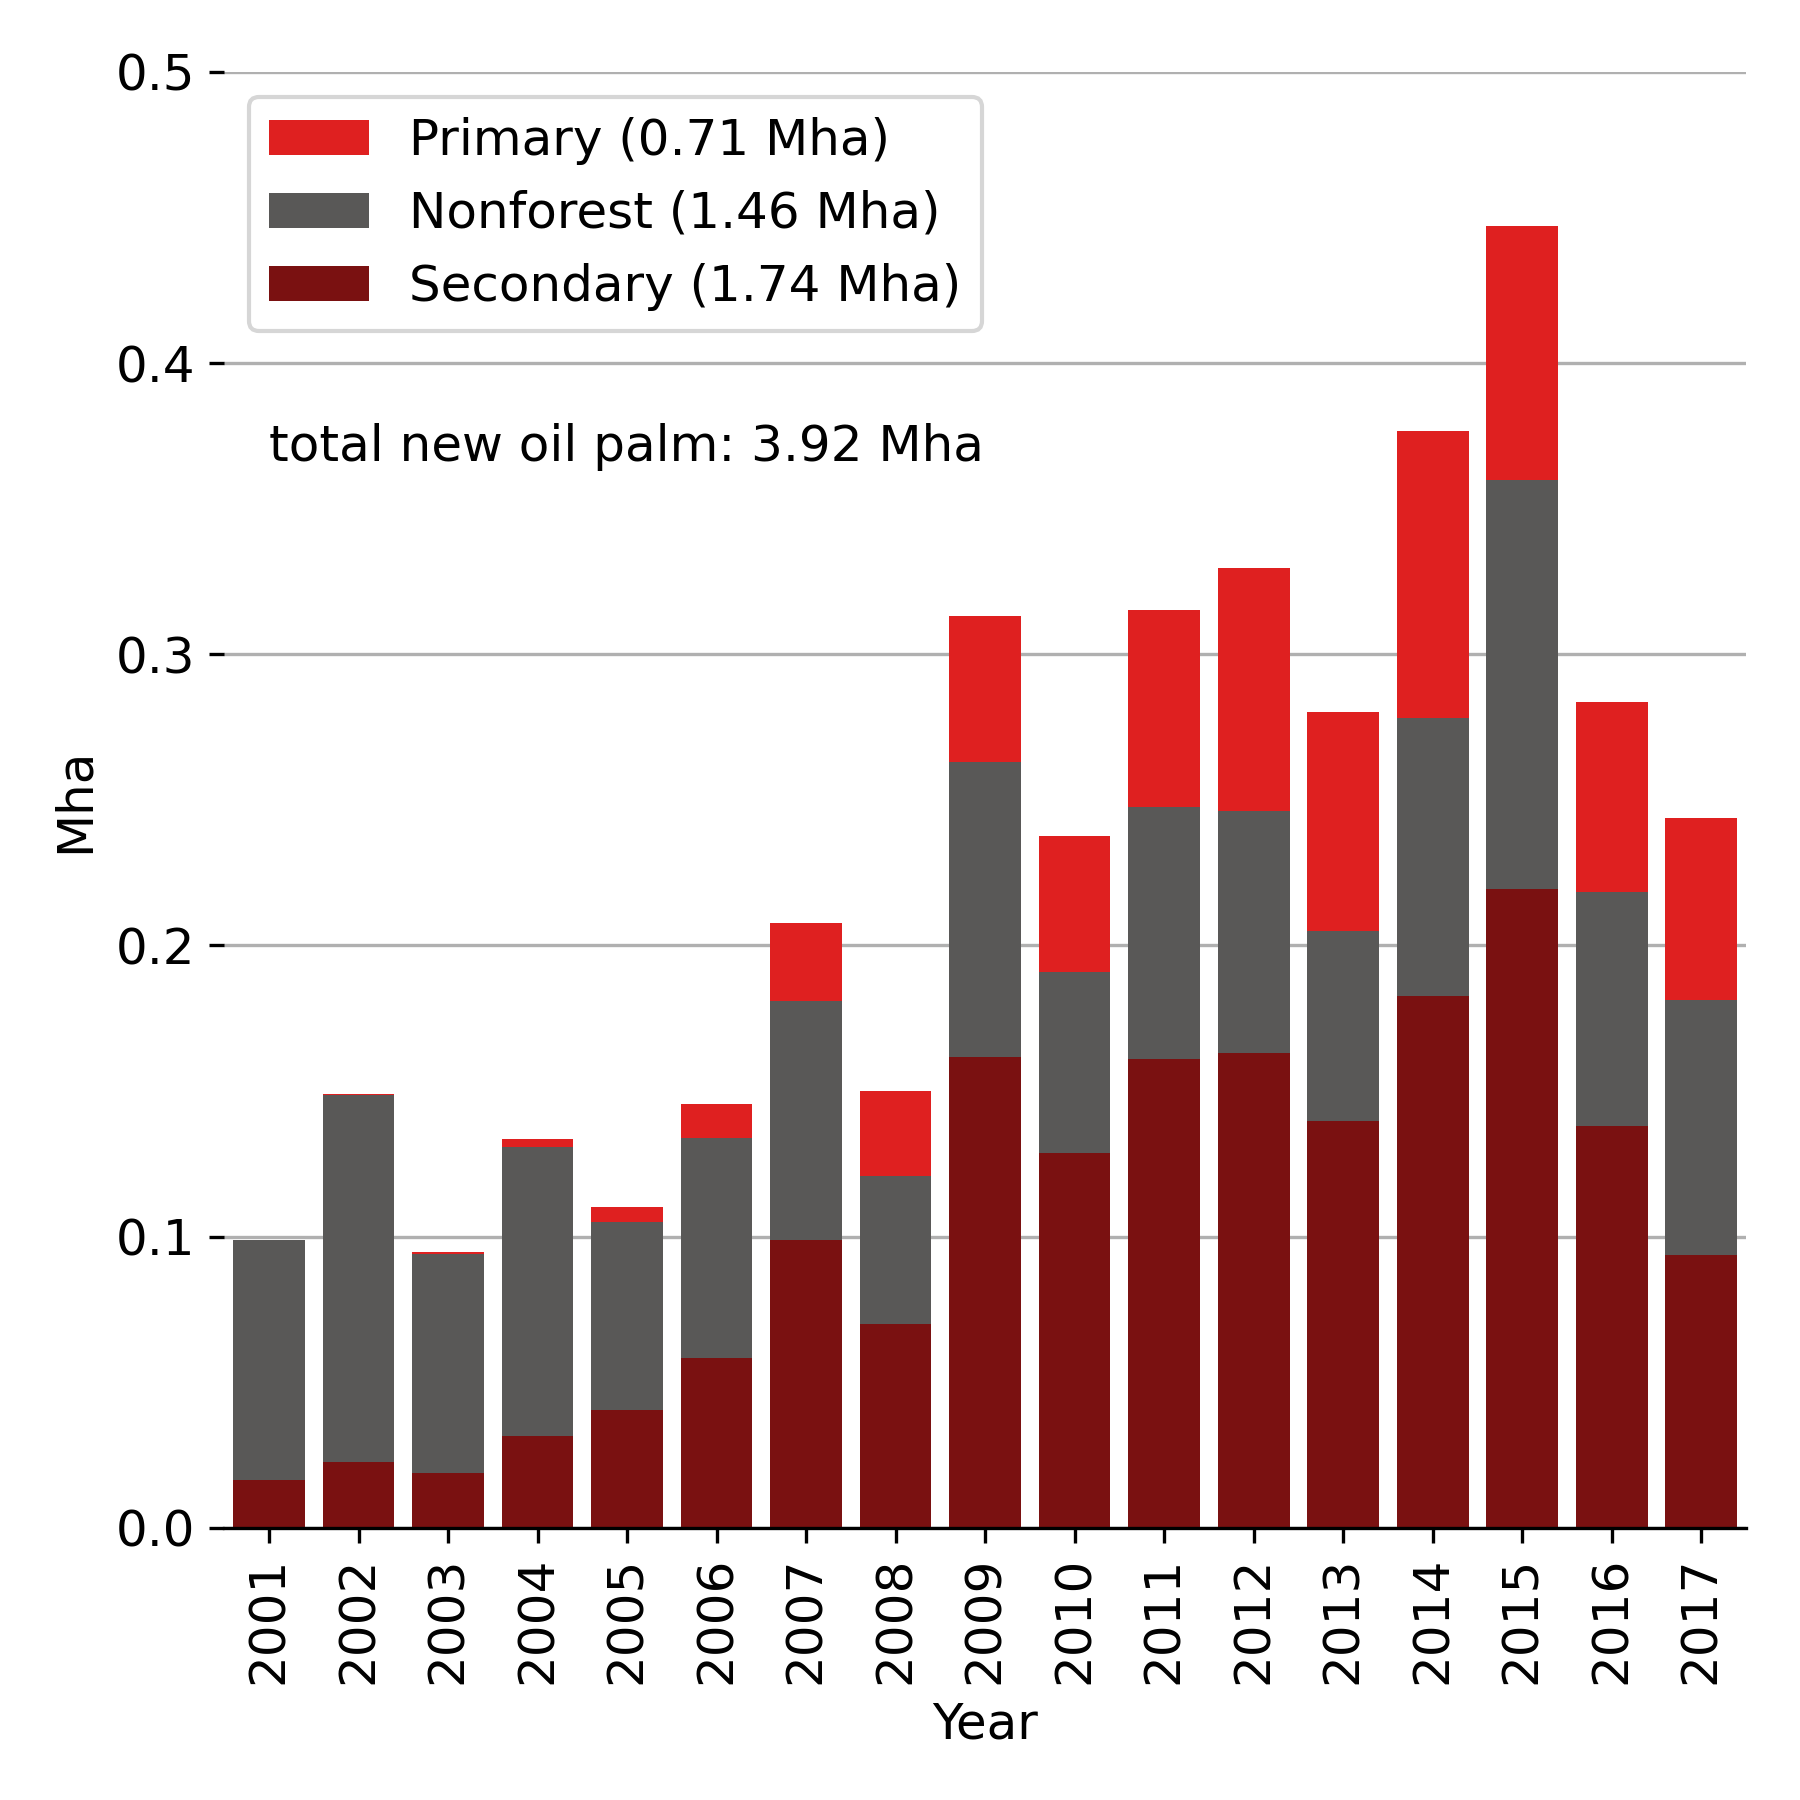 0.5
Primary (0.71 Mha)
Nonforest (1.46 Mha)
Secondary (1.74 Mha)
0.4
total new oil palm: 3.92 Mha
0.3
Mha
0.2
0.1
0.0
2001 2002 2003 2004 2005 2006 2007 2008 2009 2010 2011 2012 2013 2014 2015 2016 2017
Year